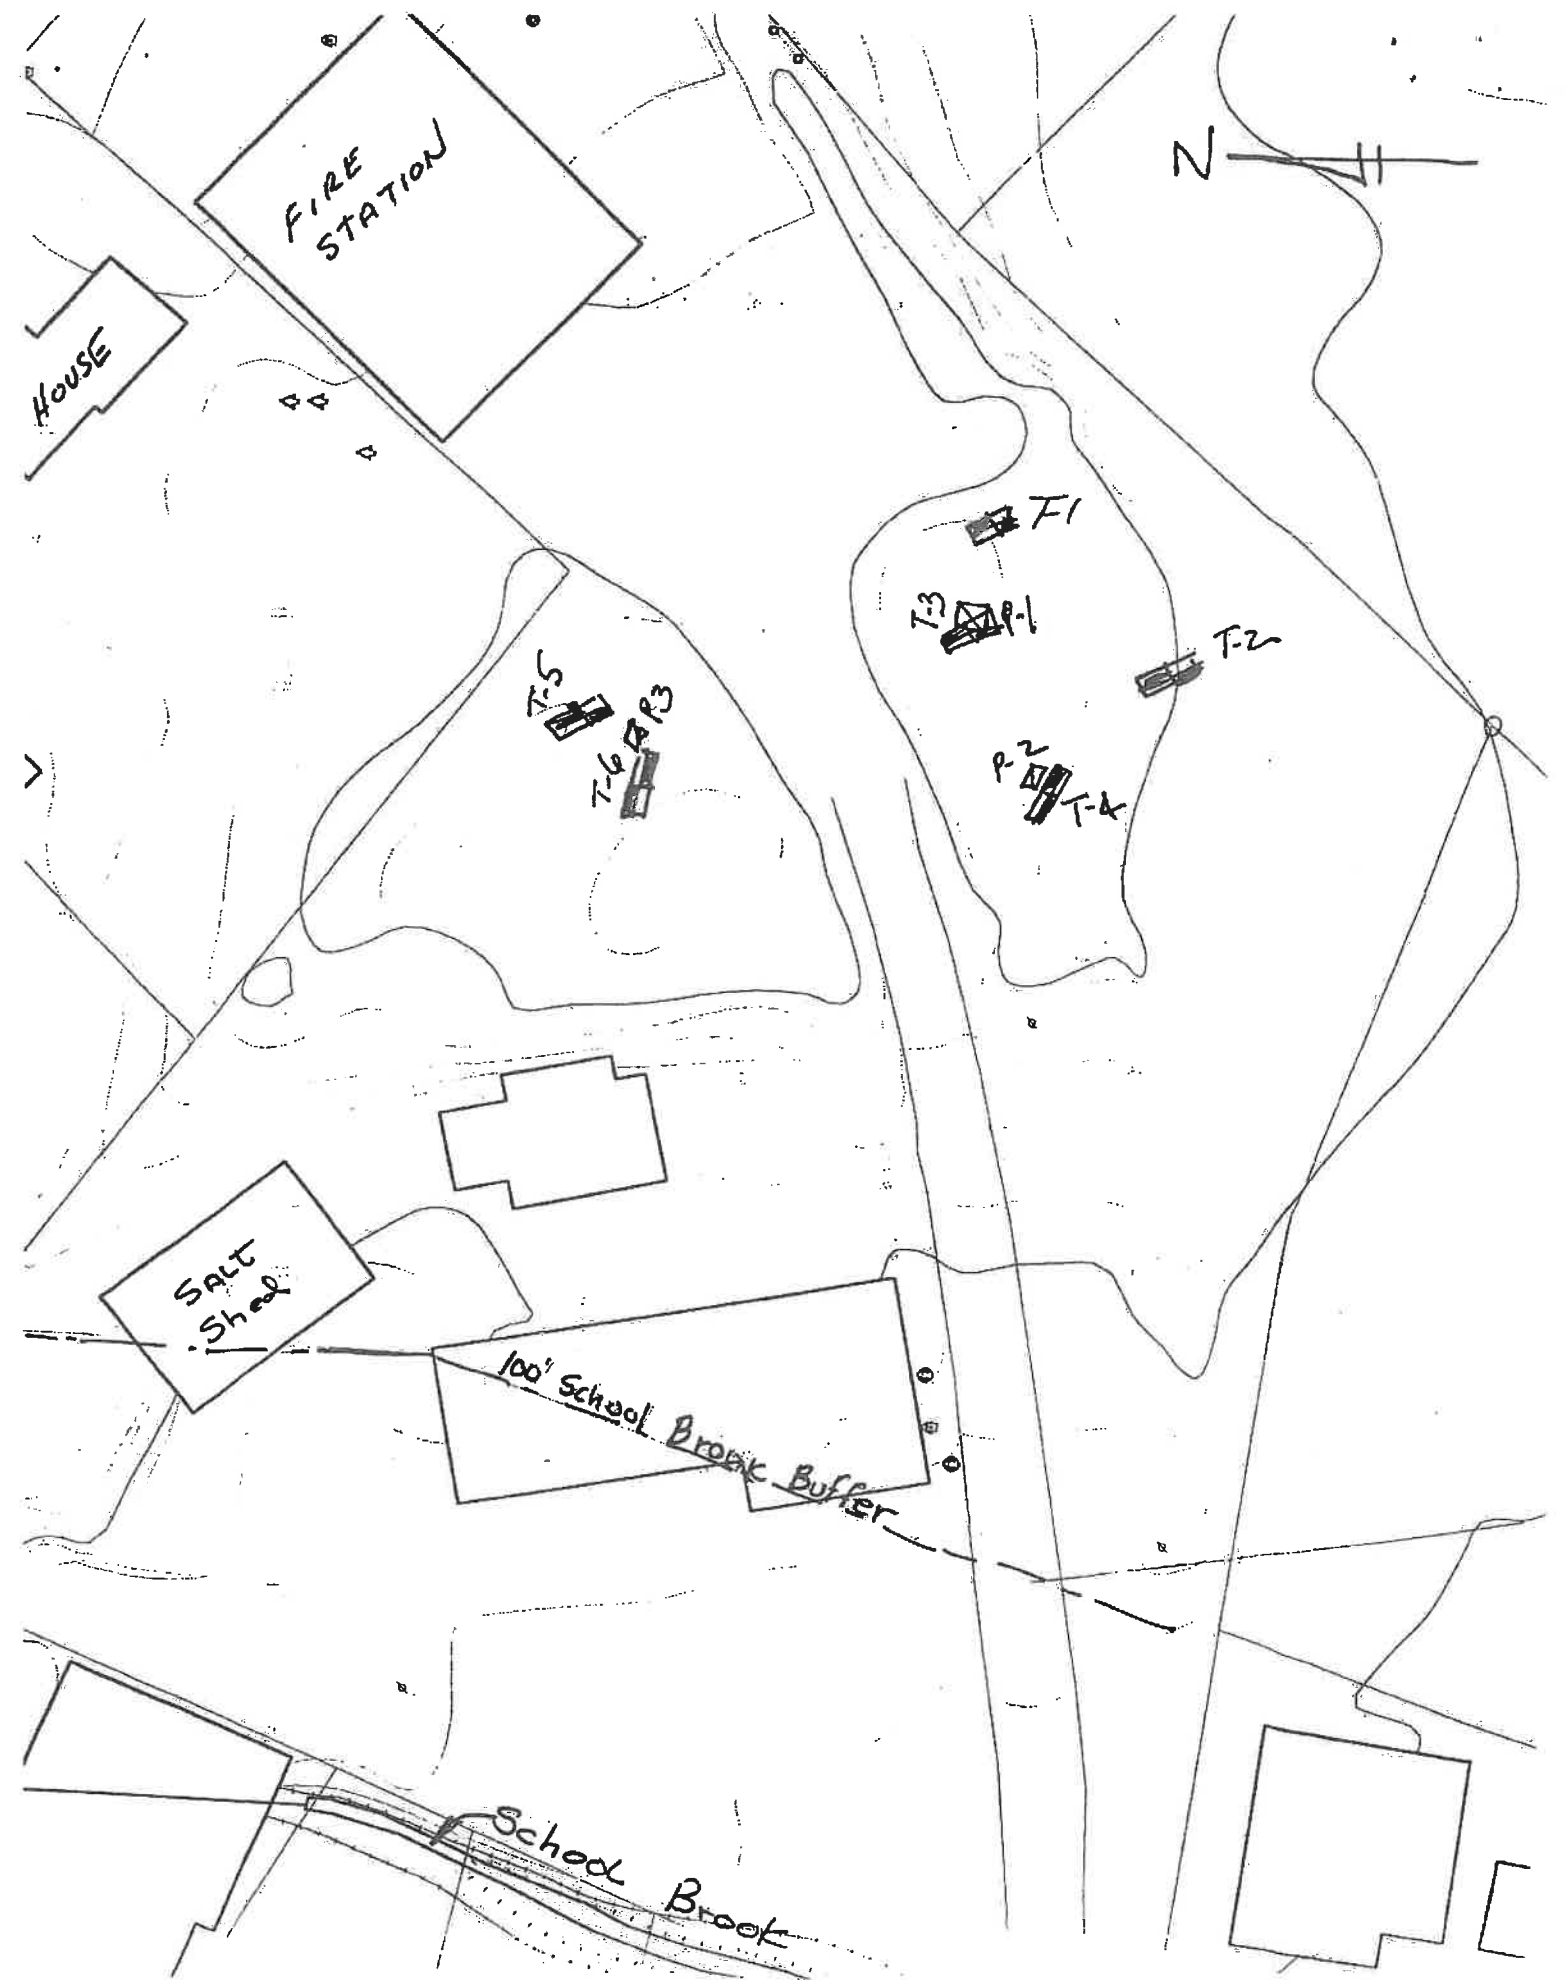 N
FIRE
STATION
HOUSE
T-1
T-3
P-1
T-2
T-5
P3
T-6
P-2
T-4
SALT
Shed
100' School Brook Buffer
School Brook